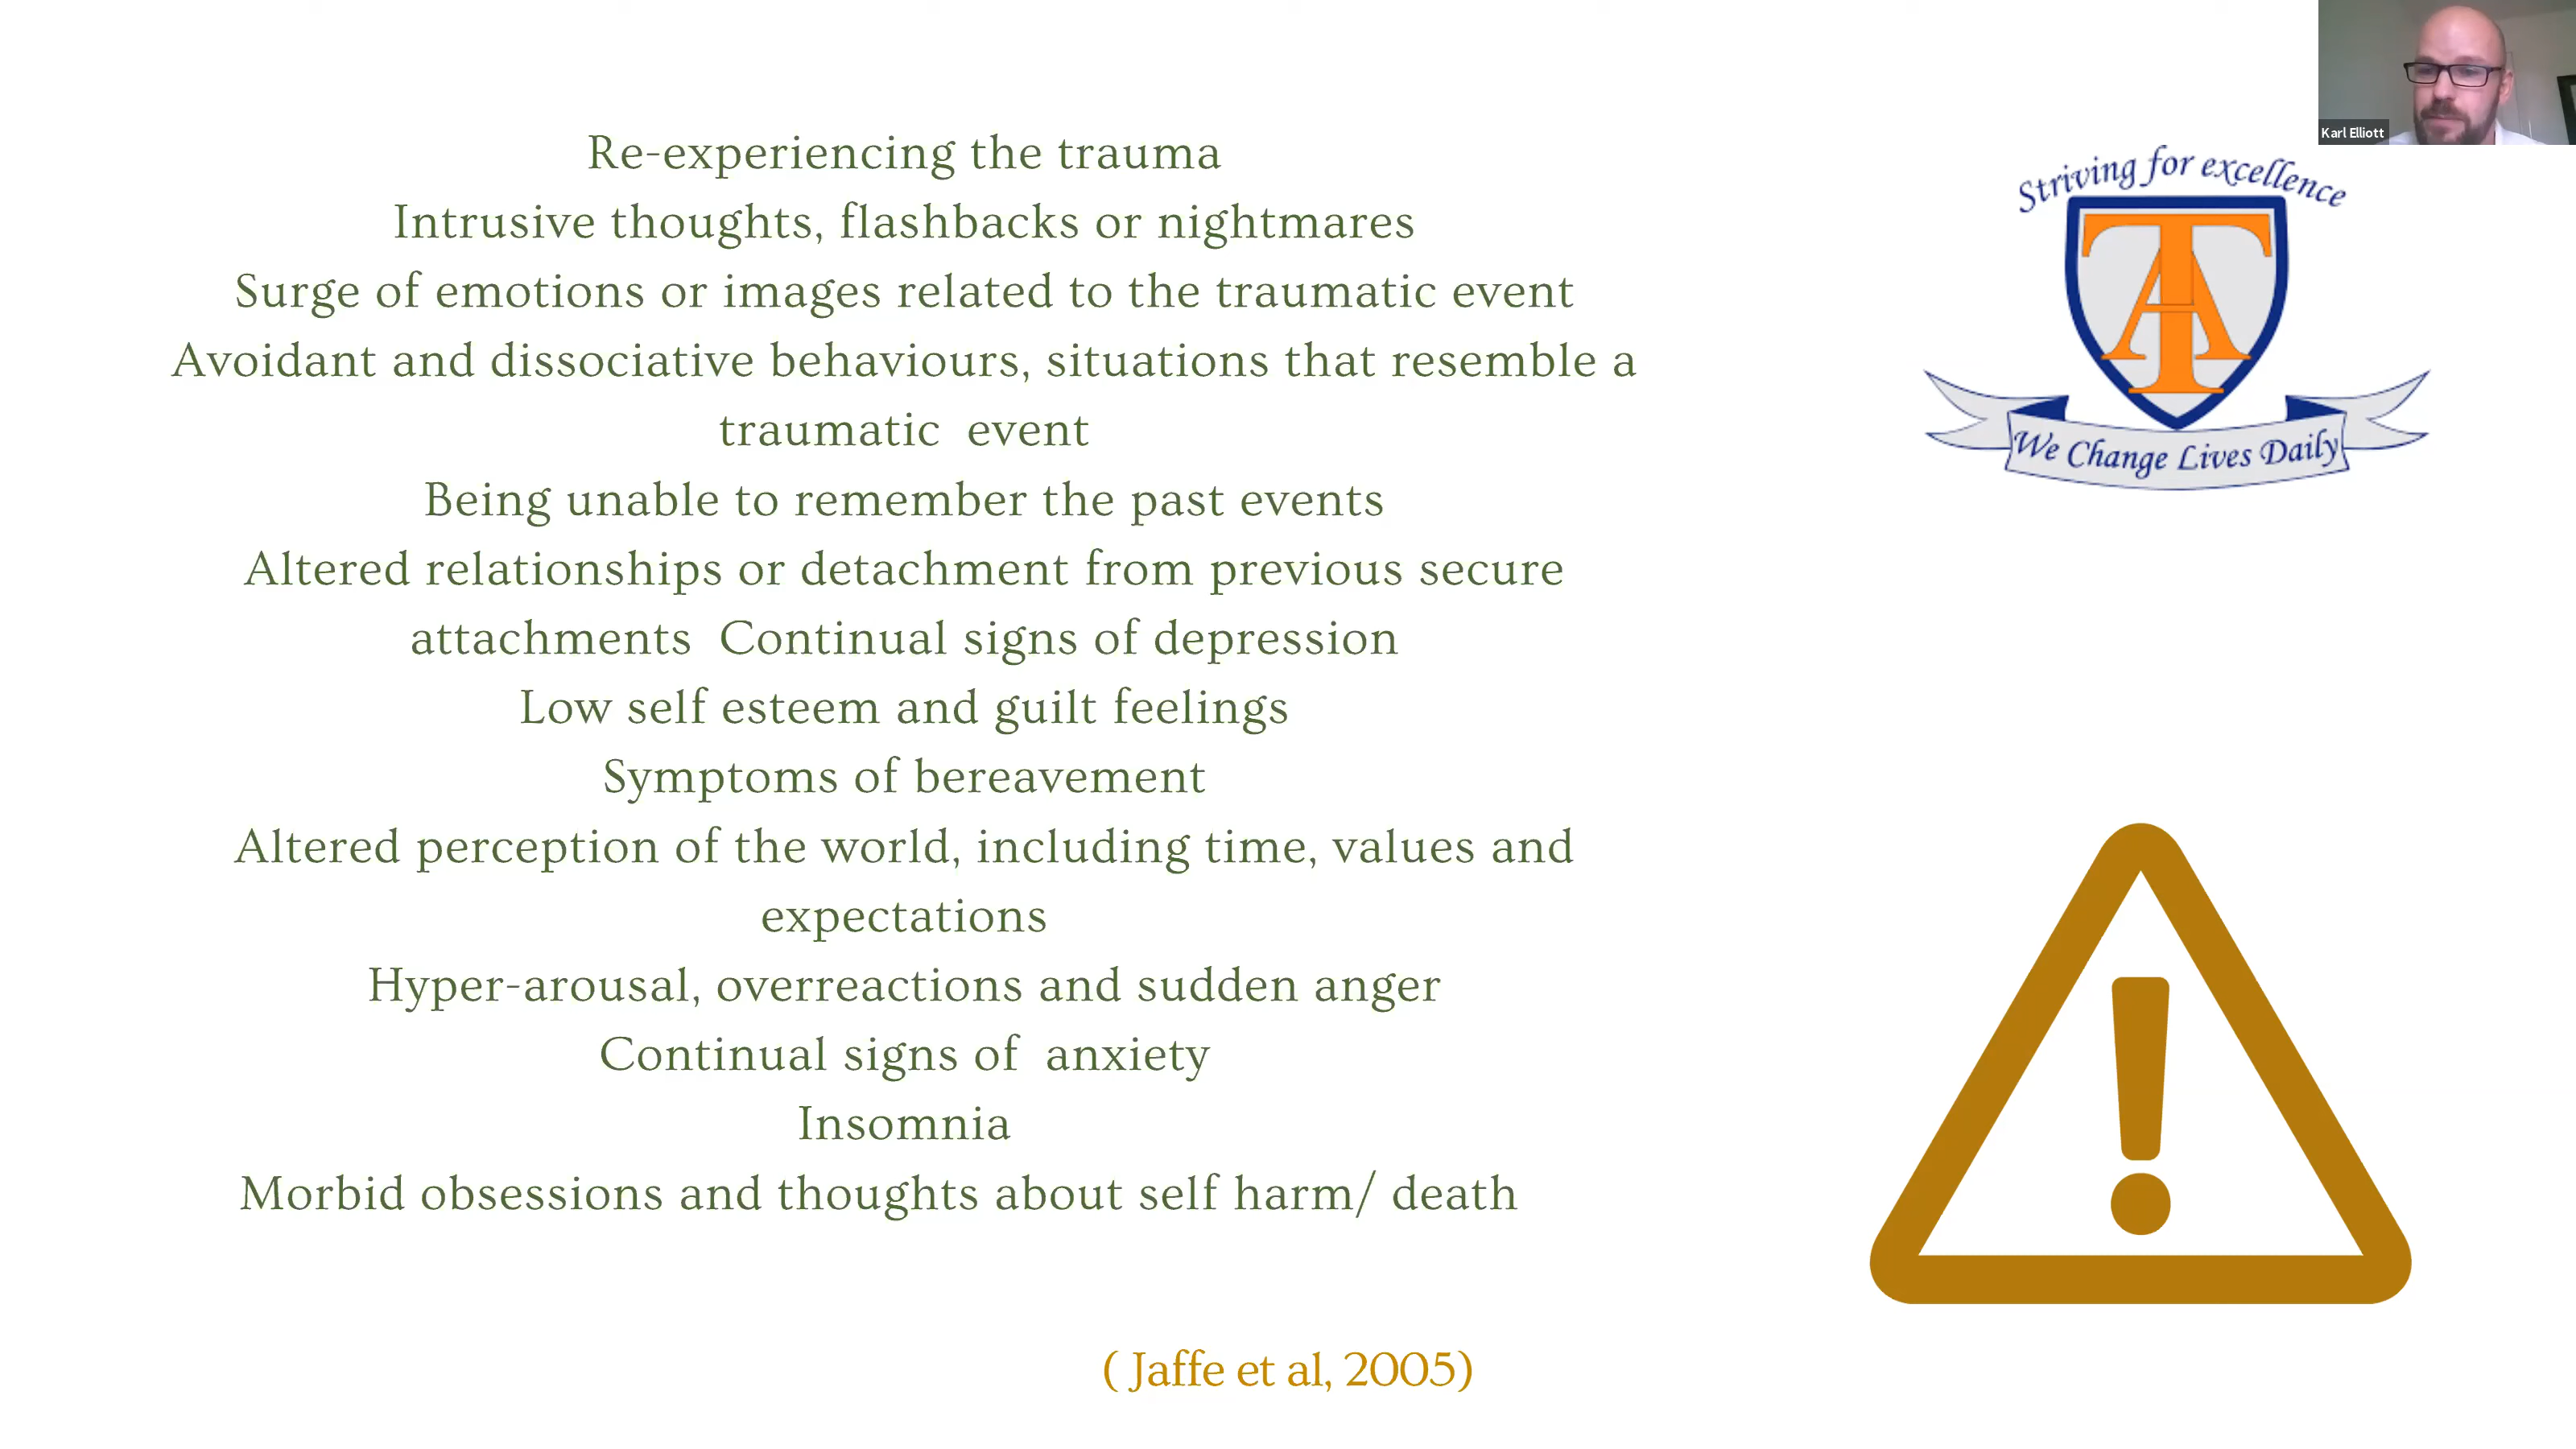 Karl Elliott
Striving for excellence
We Change Lives Daily
Re-experiencing the trauma
Intrusive thoughts, flashbacks or nightmares
Surge of emotions or images related to the traumatic event
Avoidant and dissociative behaviours, situations that resemble a
traumatic event
Being unable to remember the past events
Altered relationships or detachment from previous secure
attachments Continual signs of depression
Low self esteem and guilt feelings
Symptoms of bereavement
Altered perception of the world, including time, values and
expectations
Hyper-arousal, overreactions and sudden anger
Continual signs of anxiety
Insomnia
Morbid obsessions and thoughts about self harm/ death
( Jaffe et al, 2005)